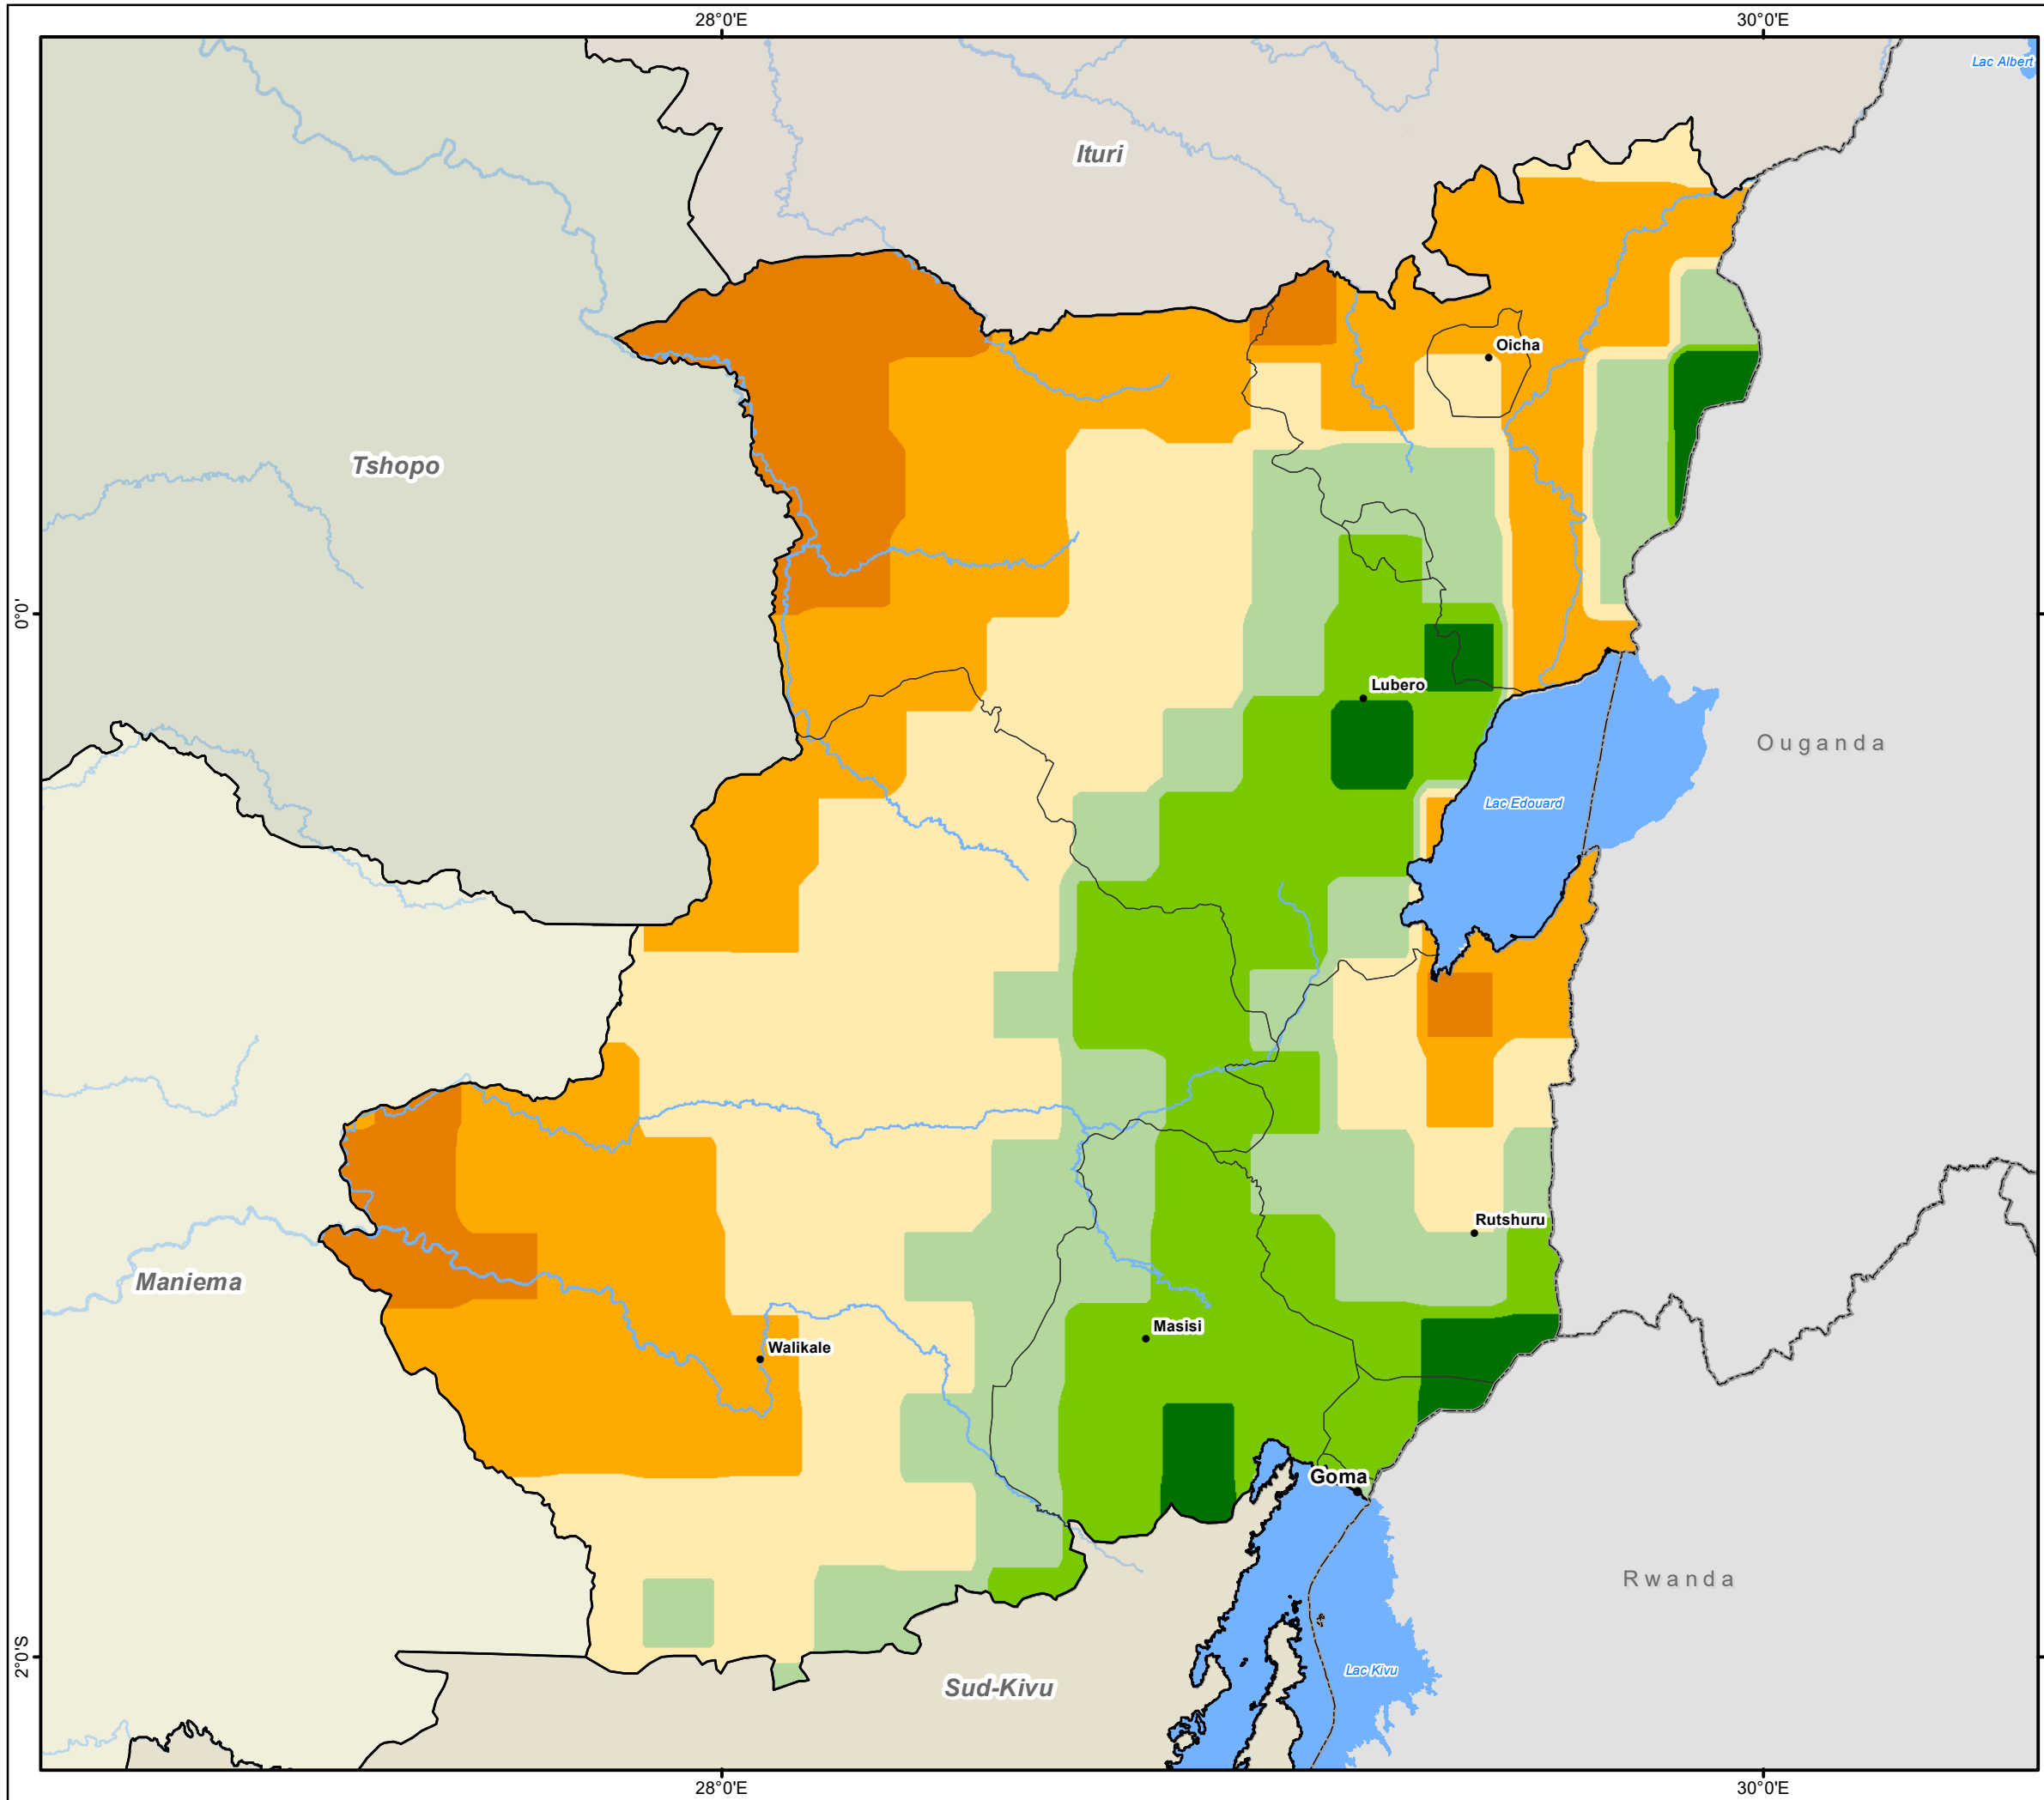 28°0'E
30°0'E
Lac Albert
Ituri
Oicha
Tshopo
0°0'
Lubero
Ouganda
Lac Edouard
Rutshuru
Maniema
Masisi
Walikale
Goma
Rwanda
2°0'S
Lac Kivu
Sud-Kivu
28°0'E
30°0'E